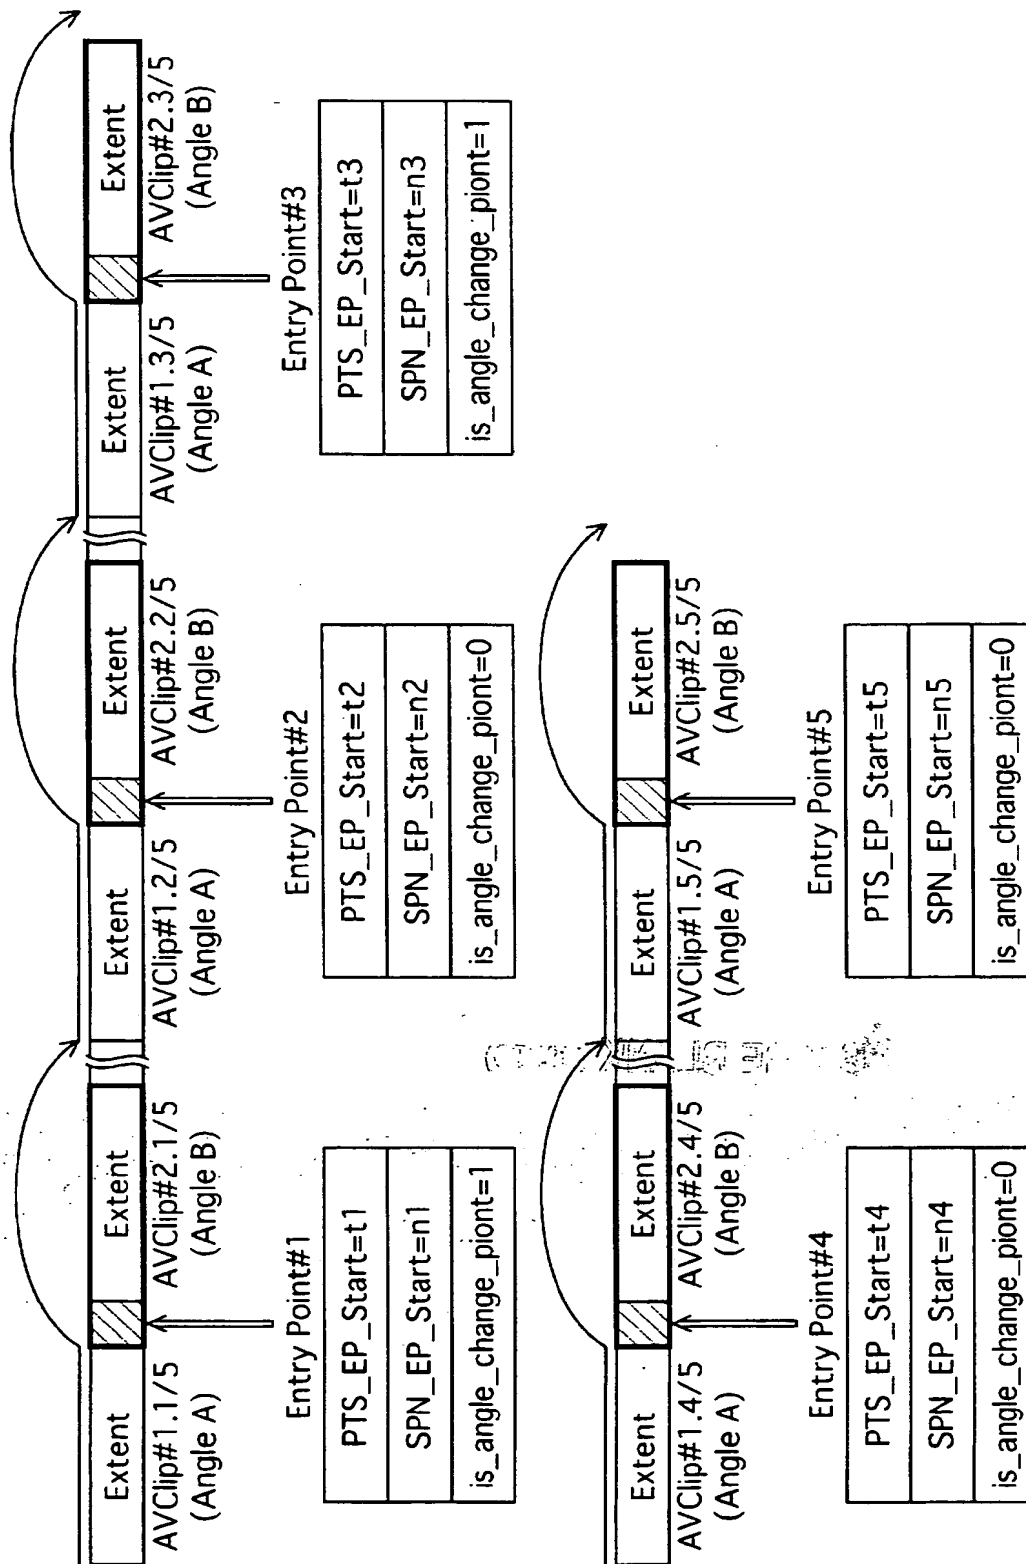 Extent
AVClip#1.1/5
(Angle A)
Extent
AVClip#2.1/5
(Angle B)
Extent
AVClip#1.2/5
(Angle A)
Extent
AVClip#2.2/5
(Angle B)
Extent
AVClip#1.3/5
(Angle A)
Extent
AVClip#2.3/5
(Angle B)
Entry Point#1
PTS_EP_Start=t1
SPN_EP_Start=n1
is_angle_change_piont=1
Entry Point#2
PTS_EP_Start=t2
SPN_EP_Start=n2
is_angle_change_piont=0
Entry Point#3
PTS_EP_Start=t3
SPN_EP_Start=n3
is_angle_change_piont=1
Extent
AVClip#1.4/5
(Angle A)
Extent
AVClip#2.4/5
(Angle B)
Extent
AVClip#1.5/5
(Angle A)
Extent
AVClip#2.5/5
(Angle B)
Entry Point#4
PTS_EP_Start=t4
SPN_EP_Start=n4
is_angle_change_piont=0
Entry Point#5
PTS_EP_Start=t5
SPN_EP_Start=n5
is_angle_change_piont=0